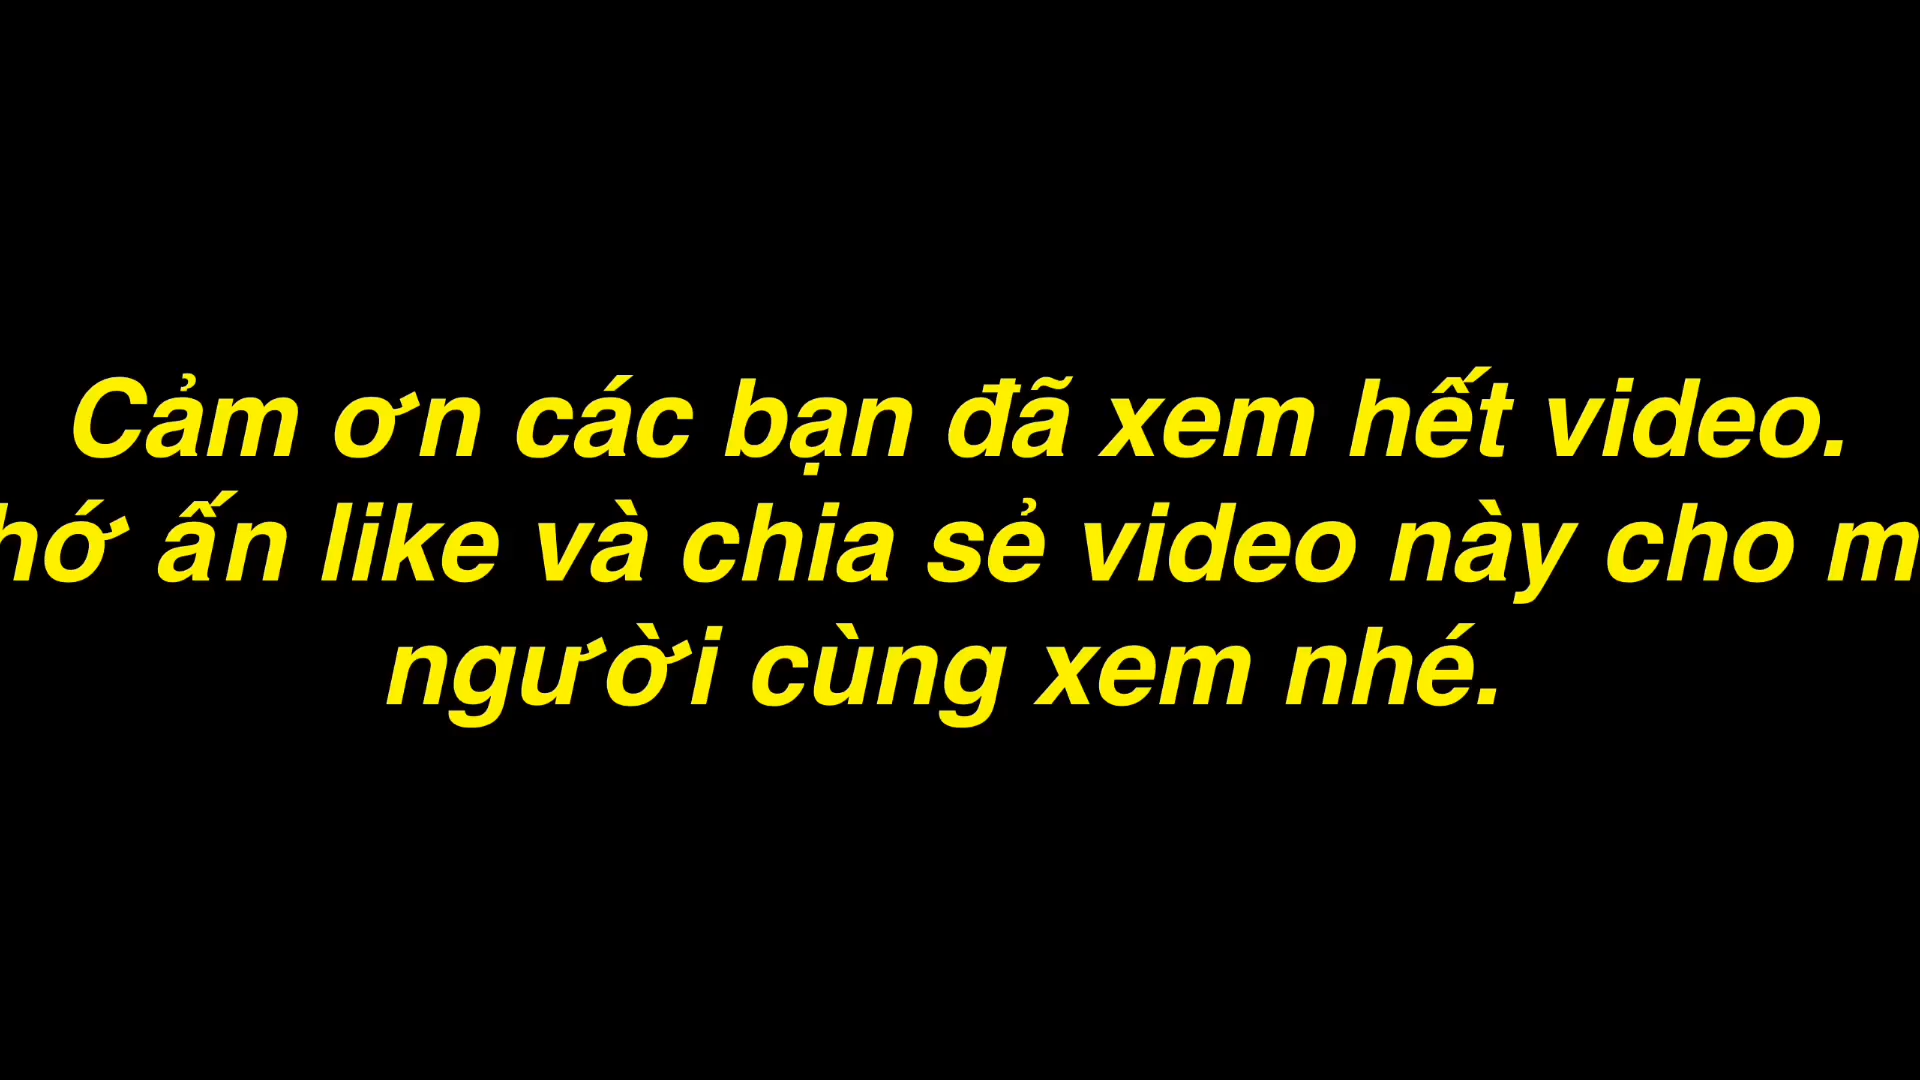 Cảm ơn các bạn đã xem hết video.
ấn like và chia sẻ video này cho
người cùng xem nhé.